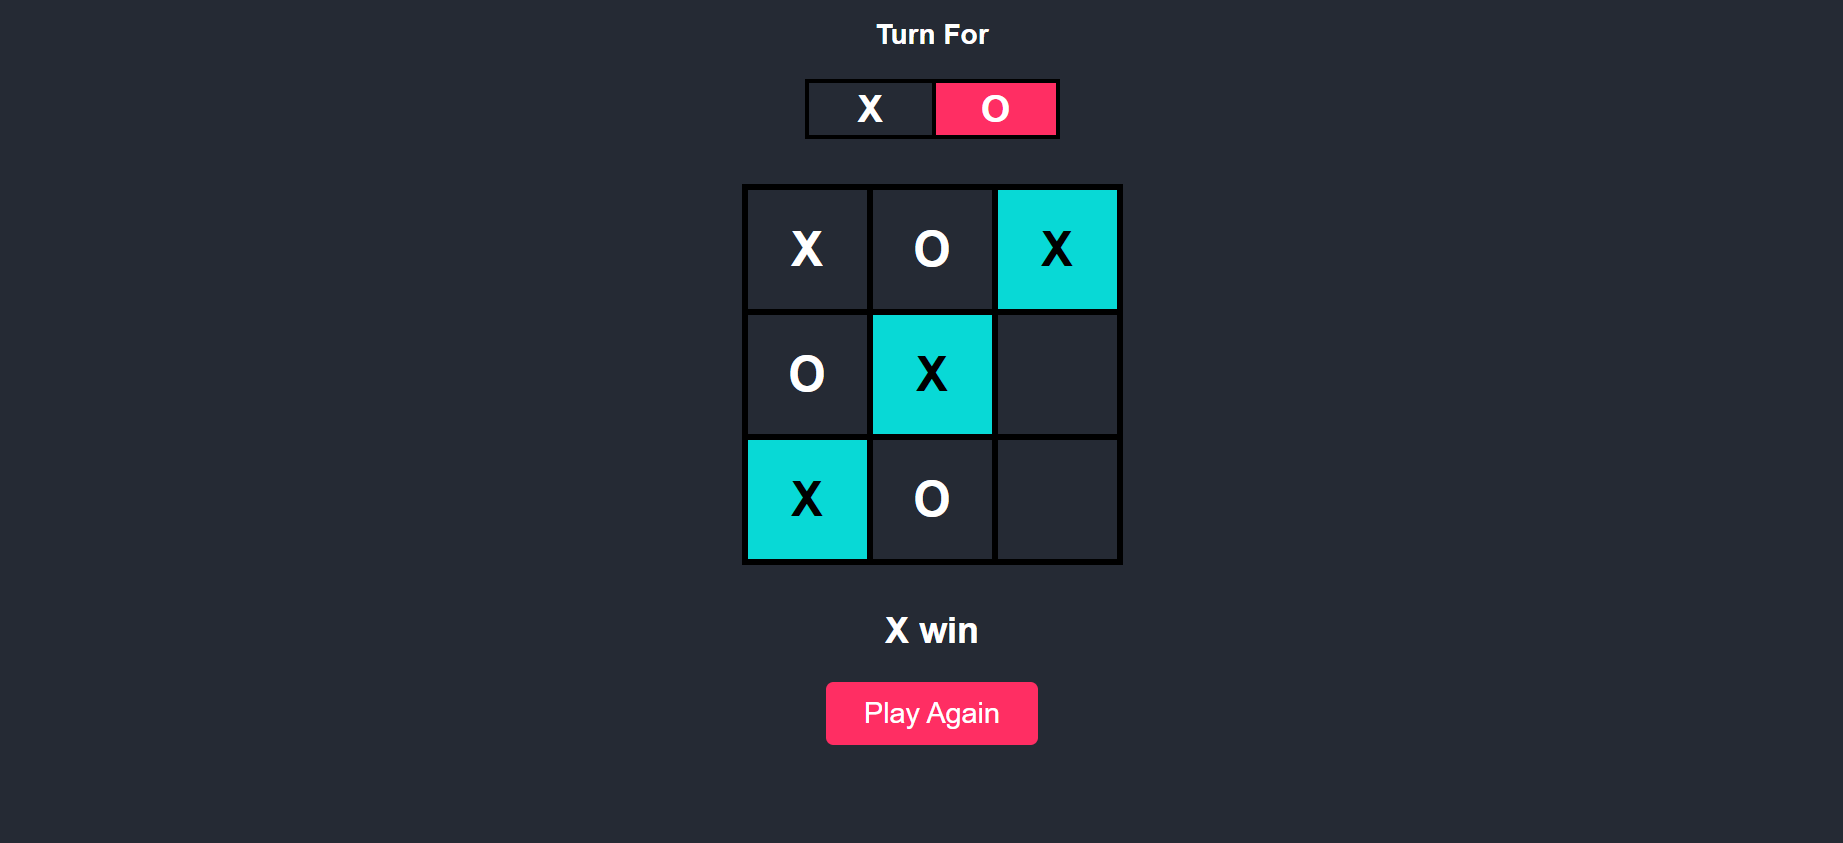 Turn For
X O
X O X
O X
X O
X win
Play Again